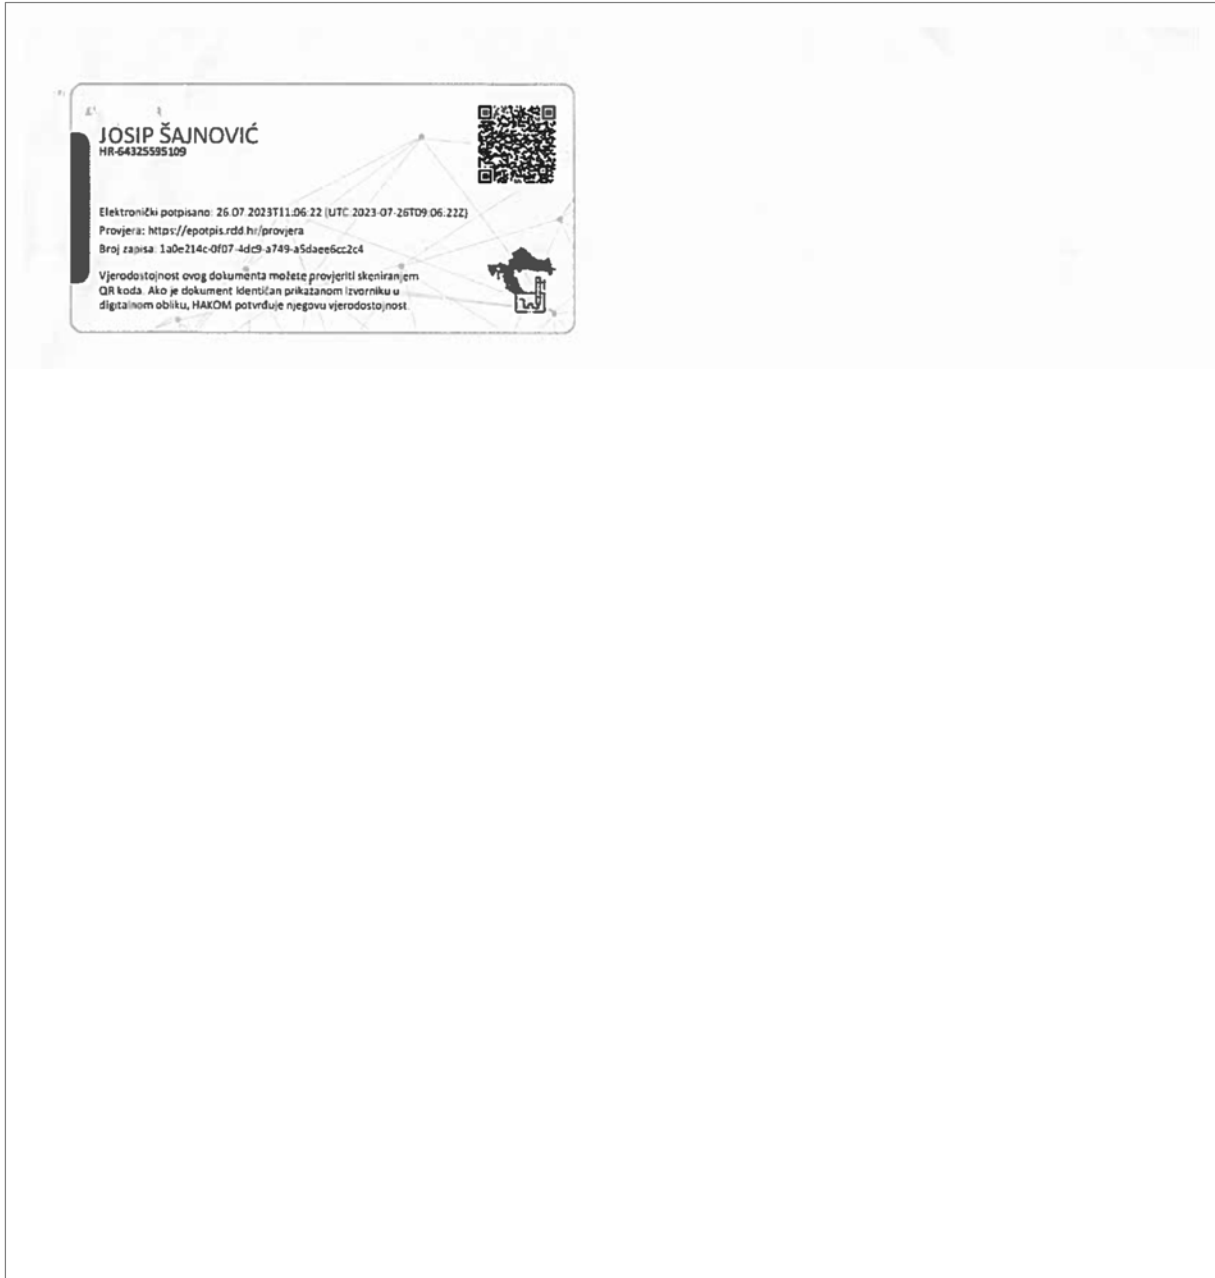 JOSIP ŠAJNOVIĆ
HR-64325595109
Elektronički potpisano: 26.07.2023T11:06:22 (UTC 2023-07-26T09:06:22Z)
Provjera: https://epotpis.rdd.hr/provjera
Broj zapisa: 1a0e214c-0f07-4dc9-a749-a5daee6cc2c4
Vjerodostojnost ovog dokumenta možete provjeriti skeniranjem
QR koda. Ako je dokument identičan prikazanom izvorniku u
digitalnom obliku, HAKOM potvrđuje njegovu vjerodostojnost.